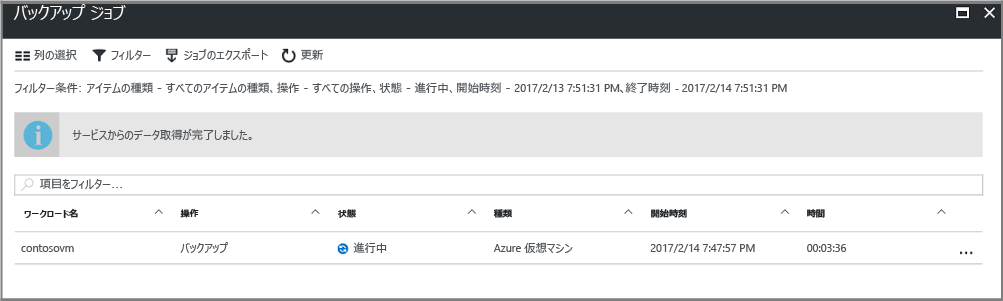 バックアップ ジョブ
列の選択 フィルター ジョブのエクスポート 更新
フィルター条件: アイテムの種類 - すべてのアイテムの種類、操作 - すべての操作、状態 - 進行中、開始時刻 - 2017/2/13 7:51:31 PM、終了時刻 - 2017/2/14 7:51:31 PM
サービスからのデータ取得が完了しました。
項目をフィルター...
ワークロード名 操作 状態 種類 開始時刻 時間
contosovm バックアップ 進行中 Azure 仮想マシン 2017/2/14 7:47:57 PM 00:03:36 ...